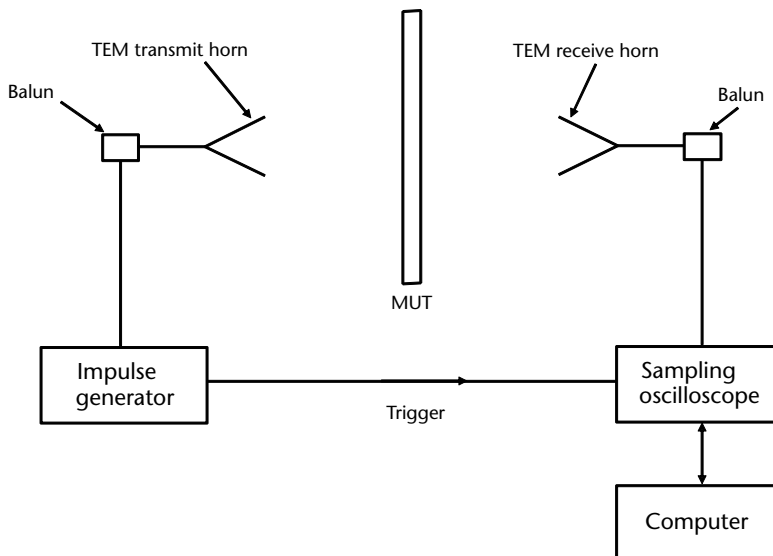 TEM transmit horn
TEM receive horn
Balun
Balun
MUT
Impulse
generator
Trigger
Sampling
oscilloscope
Computer